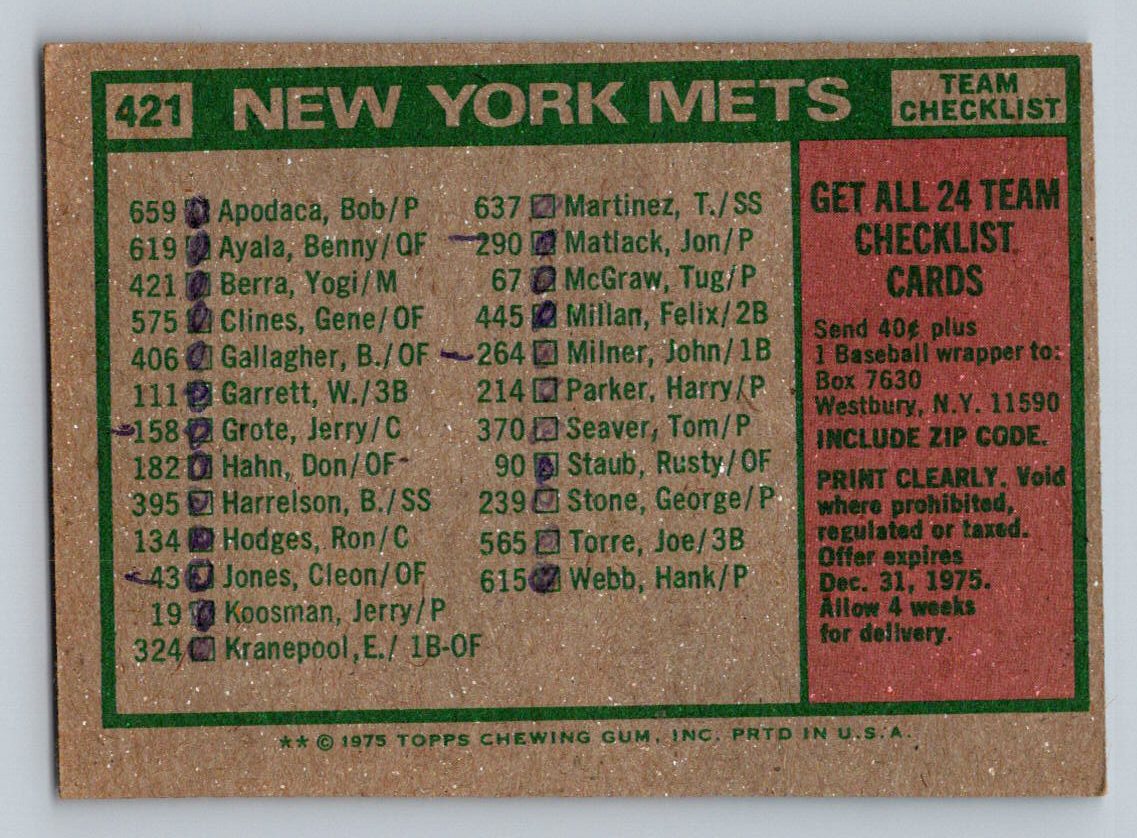 421 NEW YORK METS TEAM CHECKLIST
659 Apodaca, Bob/P
619 Ayala, Benny/OF
421 Berra, Yogi/M
575 Clines, Gene/OF
406 Gallagher, B./OF
111 Garrett, W./3B
158 Grote, Jerry/C
182 Hahn, Don/OF
395 Harrelson, B./SS
134 Hodges, Ron/C
43 Jones, Cleon/OF
19 Koosman, Jerry/P
324 Kranepool,E./ 1B-OF
637 Martinez, T./SS
290 Matlack, Jon/P
67 McGraw, Tug/P
445 Millan, Felix/2B
264 Milner, John/1B
214 Parker, Harry/P
370 Seaver, Tom/P
90 Staub, Rusty/OF
239 Stone, George/P
565 Torre, Joe/3B
615 Webb, Hank/P
GET ALL 24 TEAM
CHECKLIST
CARDS
Send 40¢ plus
1 Baseball wrapper to:
Box 7630
Westbury, N.Y. 11590
INCLUDE ZIP CODE.
PRINT CLEARLY. Void
where prohibited,
regulated or taxed.
Offer expires
Dec. 31, 1975.
Allow 4 weeks
for delivery.
** © 1975 TOPPS CHEWING GUM, INC. PRTD IN U.S.A.